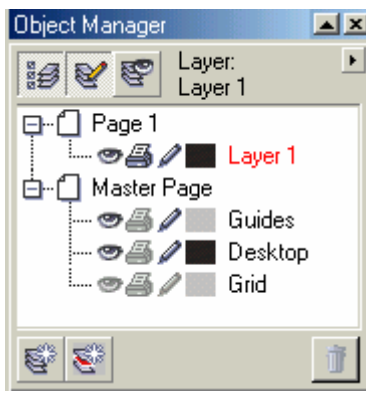 Object Manager
Layer:
Layer 1
Page 1
Layer 1
Master Page
Guides
Desktop
Grid